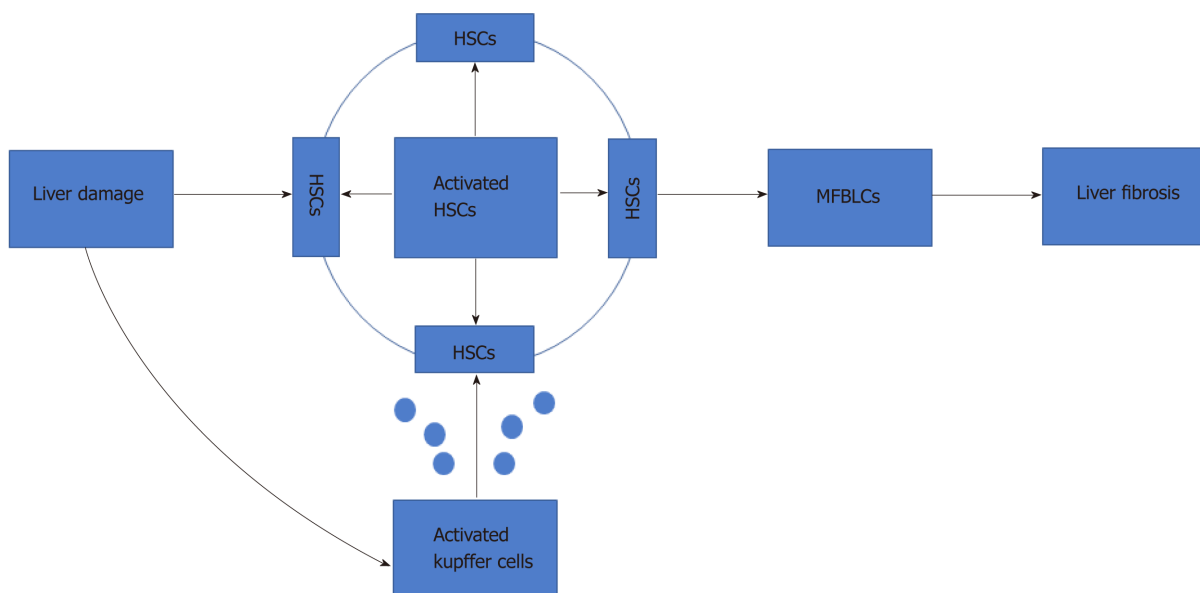 HSCs
Liver damage
HSCs
Activated
HSCs
HSCs
MFBLCs
Liver fibrosis
HSCs
Activated
kupffer cells